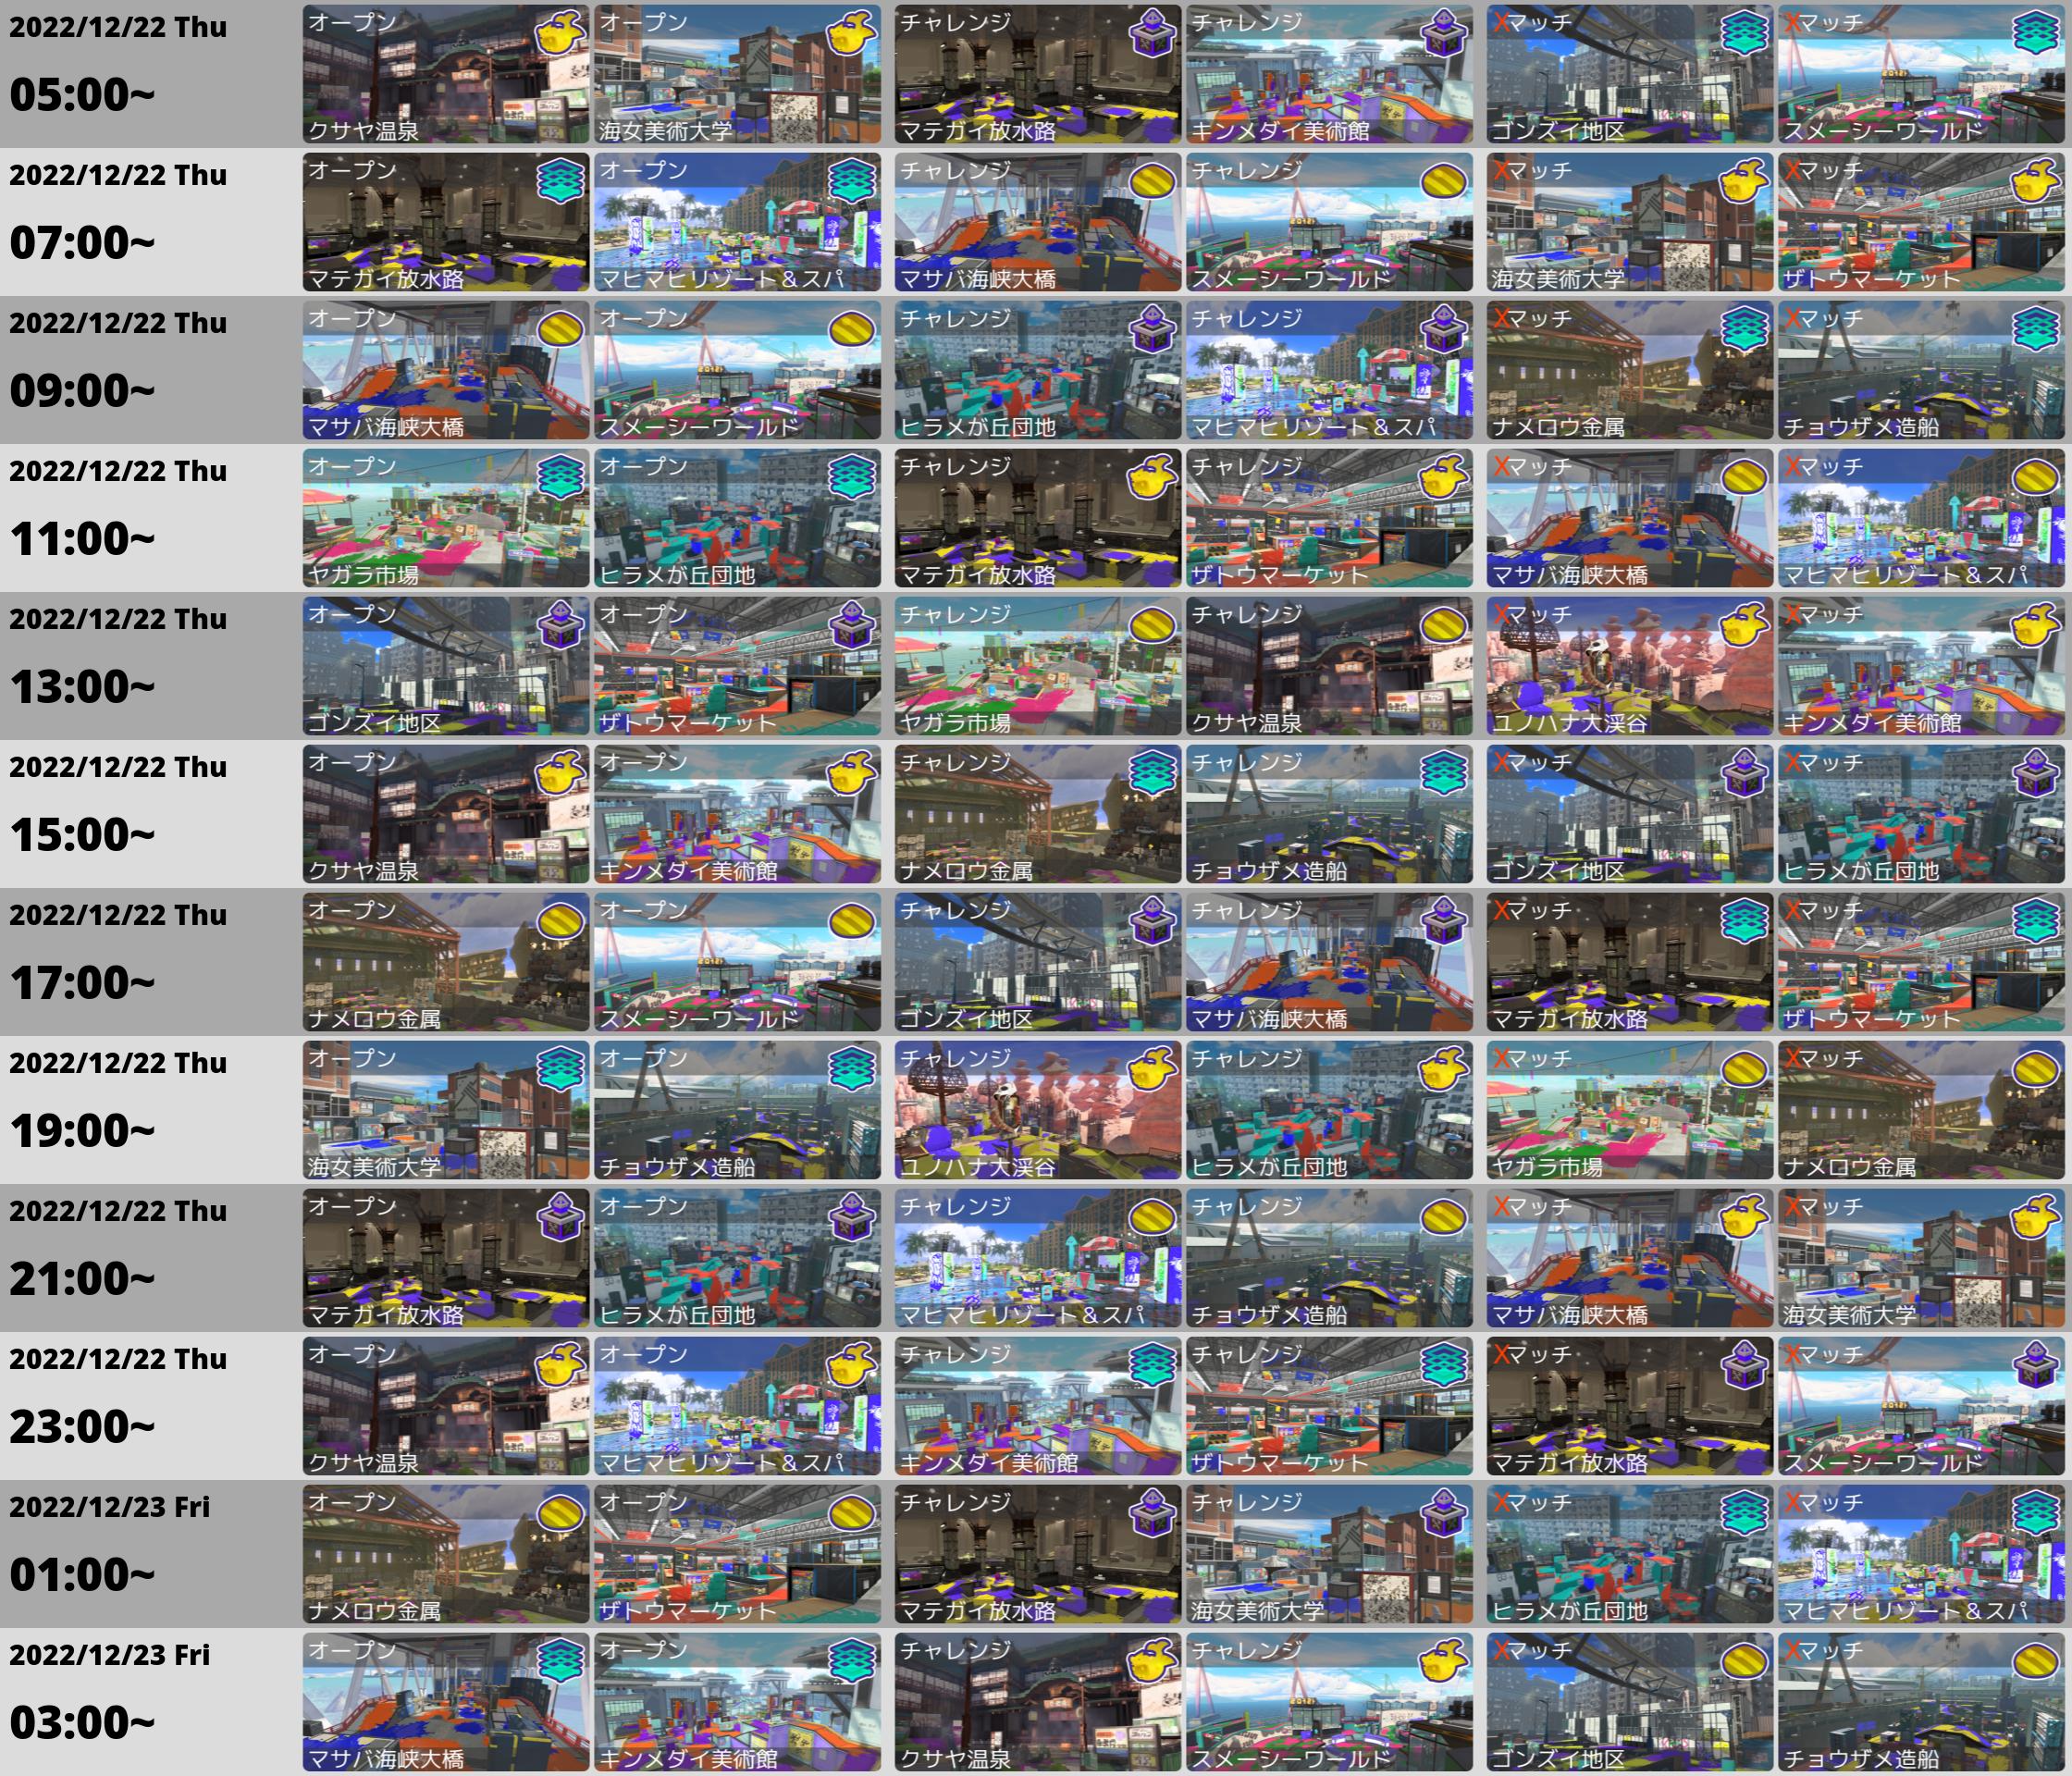 2022/12/22 Thu
05:00~
オープン
クサヤ温泉
オープン
海女美術大学
チャレンジ
マテガイ放水路
チャレンジ
キンメダイ美術館
Xマッチ
ゴンズイ地区
Xマッチ
スメーシーワールド
2022/12/22 Thu
07:00~
オープン
マテガイ放水路
オープン
マヒマヒリゾート＆スパ
チャレンジ
マサバ海峡大橋
チャレンジ
スメーシーワールド
Xマッチ
海女美術大学
Xマッチ
ザトウマーケット
2022/12/22 Thu
09:00~
オープン
マサバ海峡大橋
オープン
スメーシーワールド
チャレンジ
ヒラメが丘団地
チャレンジ
マヒマヒリゾート＆スパ
Xマッチ
ナメロウ金属
Xマッチ
チョウザメ造船
2022/12/22 Thu
11:00~
オープン
ヤガラ市場
オープン
ヒラメが丘団地
チャレンジ
マテガイ放水路
チャレンジ
ザトウマーケット
Xマッチ
マサバ海峡大橋
Xマッチ
マヒマヒリゾート＆スパ
2022/12/22 Thu
13:00~
オープン
ゴンズイ地区
オープン
ザトウマーケット
チャレンジ
ヤガラ市場
チャレンジ
クサヤ温泉
Xマッチ
ユノハナ大渓谷
Xマッチ
キンメダイ美術館
2022/12/22 Thu
15:00~
オープン
クサヤ温泉
オープン
キンメダイ美術館
チャレンジ
ナメロウ金属
チャレンジ
チョウザメ造船
Xマッチ
ゴンズイ地区
Xマッチ
ヒラメが丘団地
2022/12/22 Thu
17:00~
オープン
ナメロウ金属
オープン
スメーシーワールド
チャレンジ
ゴンズイ地区
チャレンジ
マサバ海峡大橋
Xマッチ
マテガイ放水路
Xマッチ
ザトウマーケット
2022/12/22 Thu
19:00~
オープン
海女美術大学
オープン
チョウザメ造船
チャレンジ
ユノハナ大渓谷
チャレンジ
ヒラメが丘団地
Xマッチ
ヤガラ市場
Xマッチ
ナメロウ金属
2022/12/22 Thu
21:00~
オープン
マテガイ放水路
オープン
ヒラメが丘団地
チャレンジ
マヒマヒリゾート＆スパ
チャレンジ
チョウザメ造船
Xマッチ
マサバ海峡大橋
Xマッチ
海女美術大学
2022/12/22 Thu
23:00~
オープン
クサヤ温泉
オープン
マヒマヒリゾート＆スパ
チャレンジ
キンメダイ美術館
チャレンジ
ザトウマーケット
Xマッチ
マテガイ放水路
Xマッチ
スメーシーワールド
2022/12/23 Fri
01:00~
オープン
ナメロウ金属
オープン
ザトウマーケット
チャレンジ
マテガイ放水路
チャレンジ
海女美術大学
Xマッチ
ヒラメが丘団地
Xマッチ
マヒマヒリゾート＆スパ
2022/12/23 Fri
03:00~
オープン
マサバ海峡大橋
オープン
キンメダイ美術館
チャレンジ
クサヤ温泉
チャレンジ
スメーシーワールド
Xマッチ
ゴンズイ地区
Xマッチ
チョウザメ造船